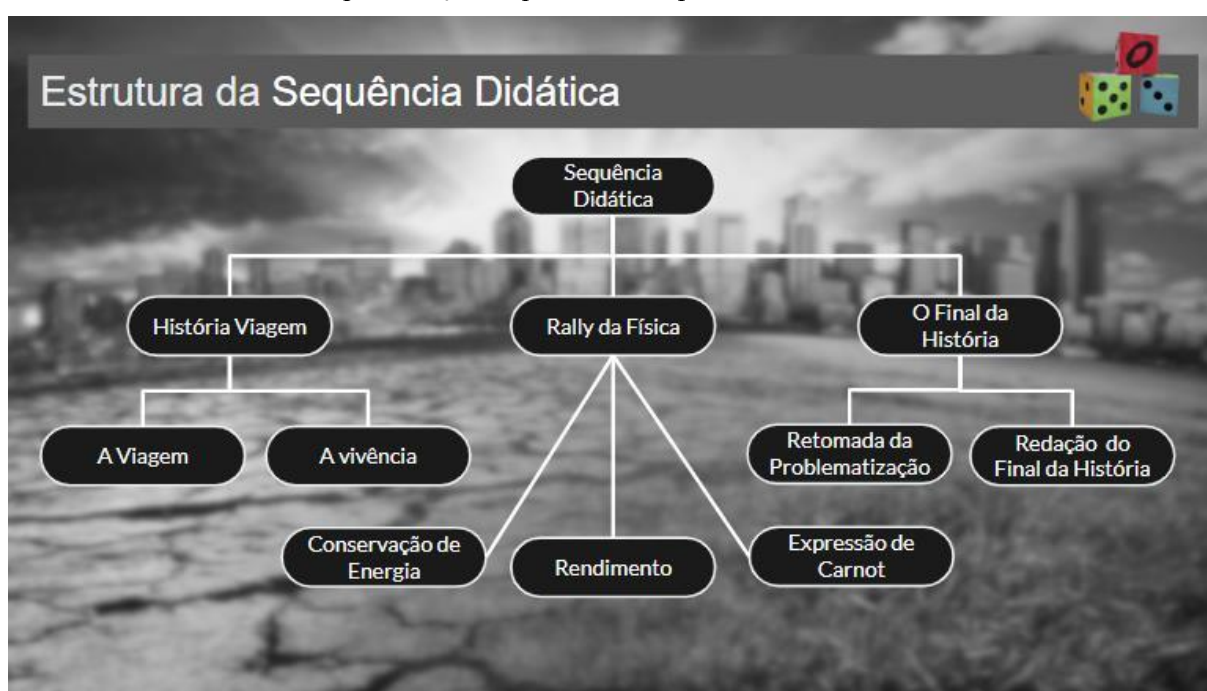 Estrutura da Sequência Didática
Sequência
Didática
História Viagem
Rally da Física
O Final da
História
A Viagem
A vivência
Retomada da
Problematização
Redação do
Final da História
Conservação de
Energia
Rendimento
Expressão de
Carnot